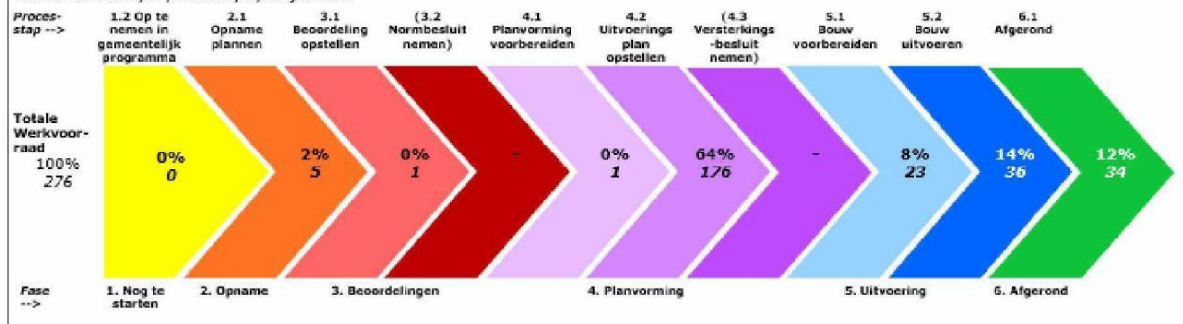 Proces-
stap -->
1.2 Op te
nemen in
gemeentelijk
programma
2.1
Opname
plannen
3.1
Beoordeling
opstellen
(3.2
Normbesluit
nemen)
4.1
Planvorming
voorbereiden
4.2
Uitvoerings
plan
opstellen
(4.3
Versterkings
-besluit
nemen)
5.1
Bouw
voorbereiden
5.2
Bouw
uitvoeren
6.1
Afgerond
Totale
Werkvoor-
raad
100%
276
0%
0
2%
5
0%
1
-
0%
1
64%
176
-
8%
23
14%
36
12%
34
Fase
-->
1. Nog te
starten
2. Opname
3. Beoordelingen
4. Planvorming
5. Uitvoering
6. Afgerond